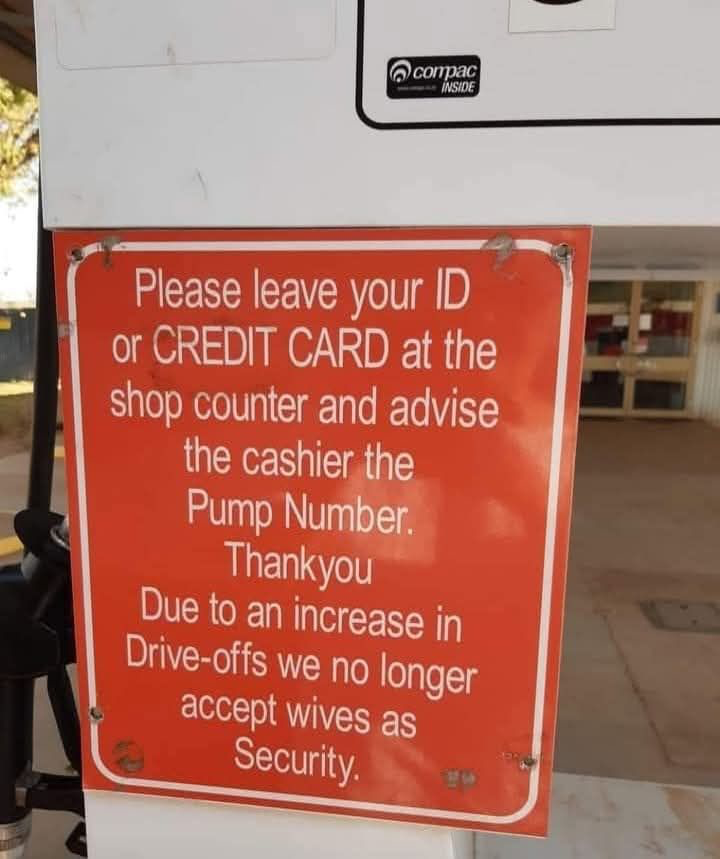 compac
INSIDE
Please leave your ID
or CREDIT CARD at the
shop counter and advise
the cashier the
Pump Number.
Thankyou
Due to an increase in
Drive-offs we no longer
accept wives as
Security.